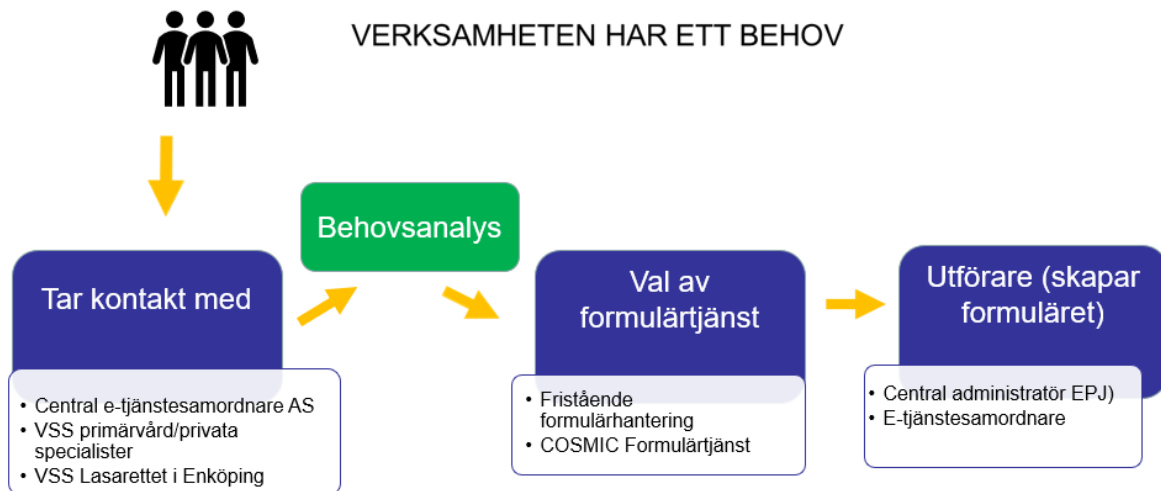 VERKSAMHETEN HAR ETT BEHOV
Tar kontakt med
• Central e-tjänstesamordnare AS
• VSS primärvård/privata
specialister
• VSS Lasarettet i Enköping
Behovsanalys
Val av
formulärtjänst
• Fristående
formulärhantering
• COSMIC Formulärtjänst
Utförare (skapar
formuläret)
• Central administratör EPJ)
• E-tjänstesamordnare